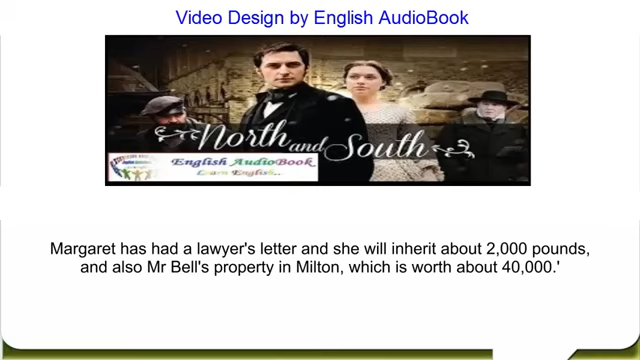 Video Design by English AudioBook
North and South
English AudioBook
Learn English...
Margaret has had a lawyer's letter and she will inherit about 2,000 pounds,
and also Mr Bell's property in Milton, which is worth about 40,000.'